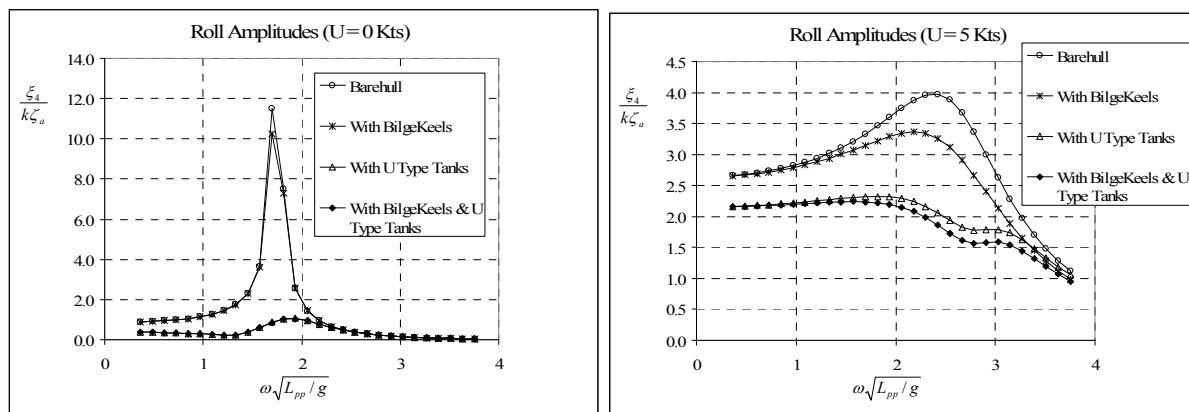 Roll Amplitudes (U= 0 Kts)
ξ₄
kζₐ
14.0
12.0
10.0
8.0
6.0
4.0
2.0
0.0
0 1 2 3 4
ω√L_pp / g
Barehull
With BilgeKeels
With U Type Tanks
With BilgeKeels & U
Type Tanks
Roll Amplitudes (U= 5 Kts)
ξ₄
kζₐ
4.5
4.0
3.5
3.0
2.5
2.0
1.5
1.0
0.5
0.0
0 1 2 3 4
ω√L_pp / g
Barehull
With BilgeKeels
With U Type Tanks
With BilgeKeels & U
Type Tanks